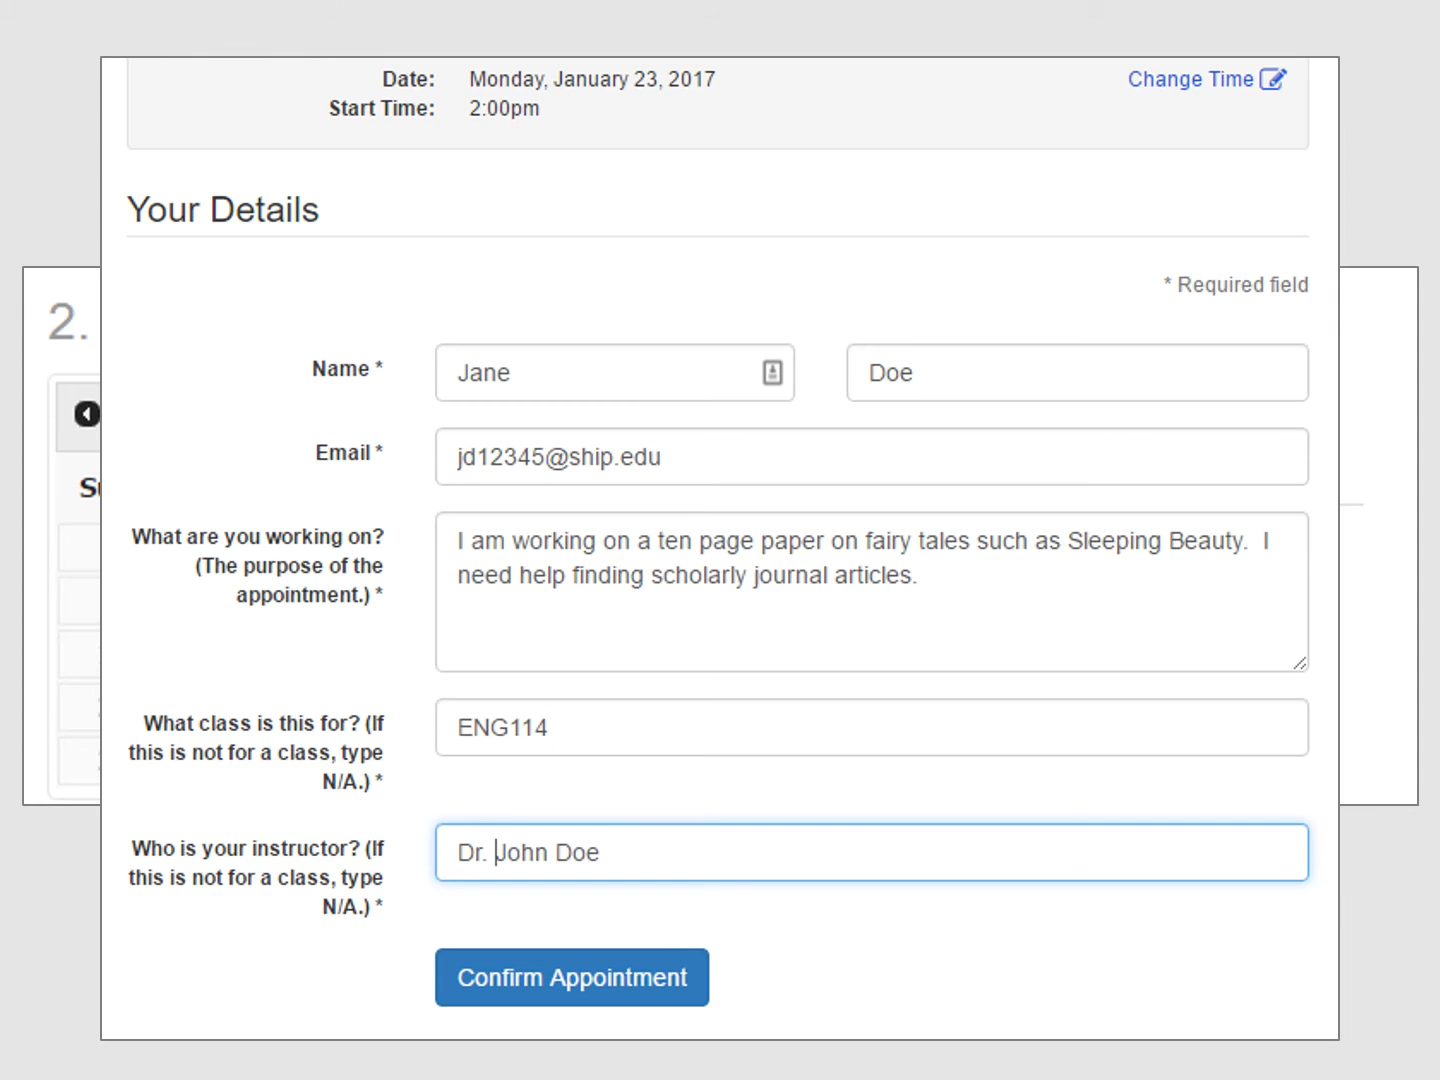 Date: Monday, January 23, 2017 Change Time
Start Time: 2:00pm
Your Details
* Required field
2.
Name * Jane Doe
Email * jd12345@ship.edu
What are you working on?
(The purpose of the
appointment.) *
I am working on a ten page paper on fairy tales such as Sleeping Beauty.  I
need help finding scholarly journal articles.
What class is this for? (If
this is not for a class, type
N/A.) *
ENG114
Who is your instructor? (If
this is not for a class, type
N/A.) *
Dr. John Doe
Confirm Appointment